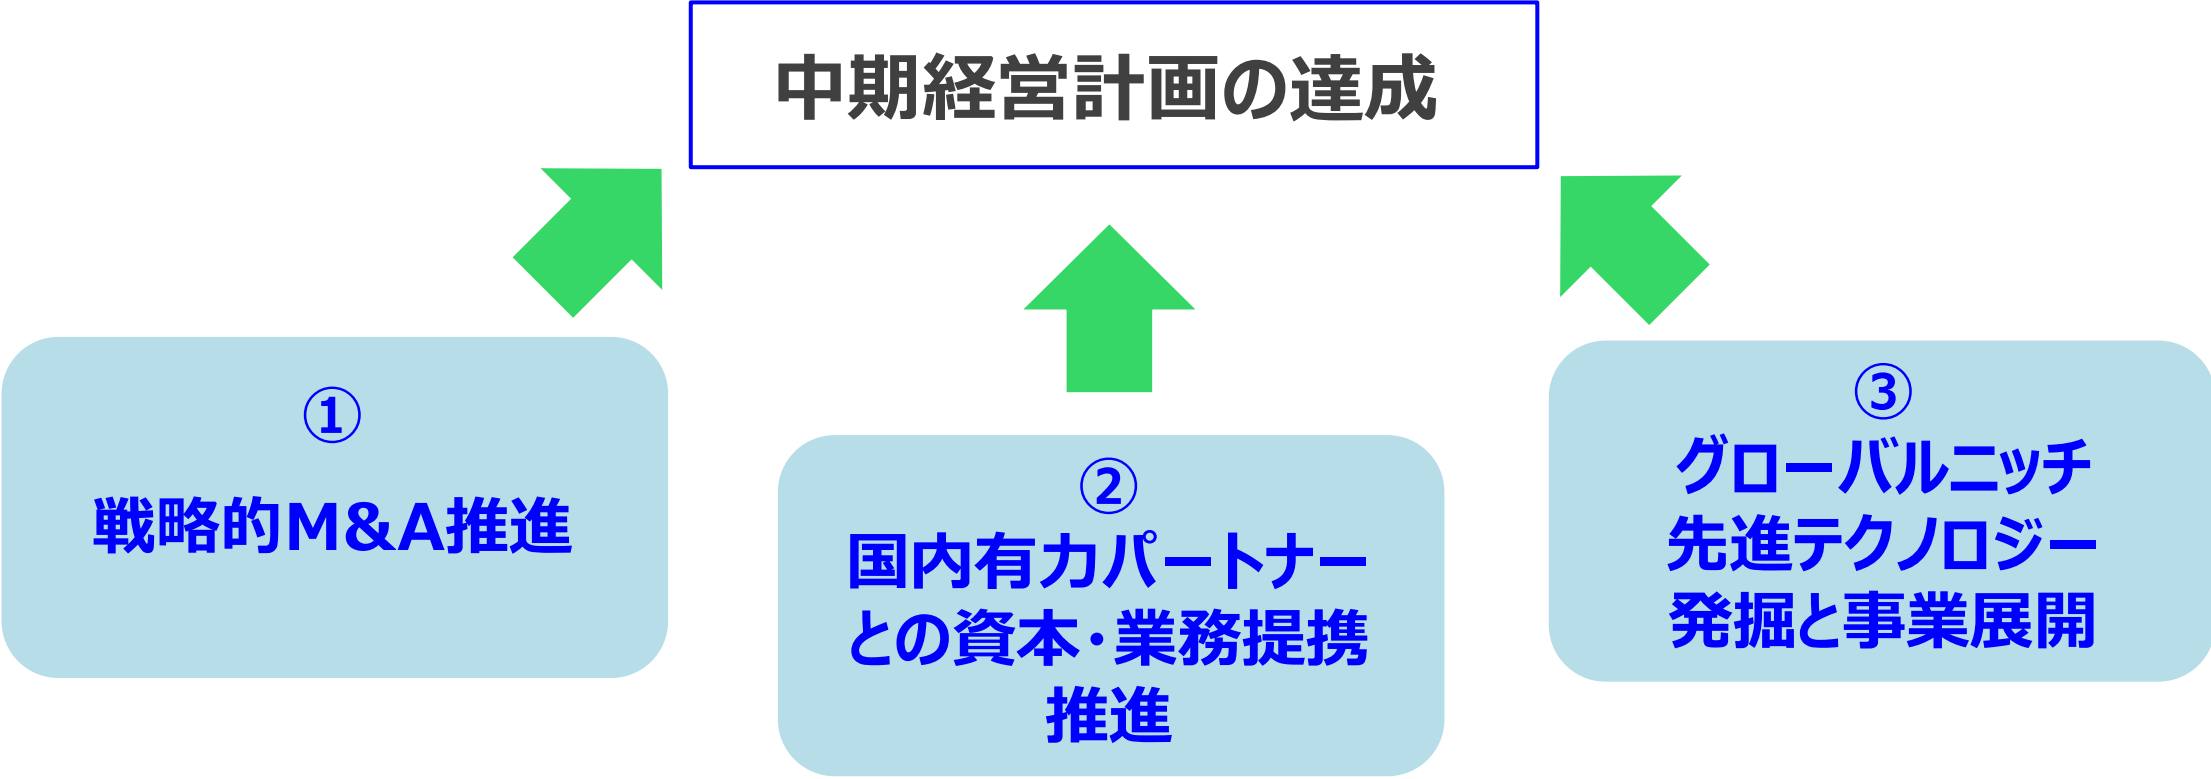 中期経営計画の達成
①
戦略的M&A推進
②
国内有力パートナー
との資本・業務提携
推進
③
グローバルニッチ
先進テクノロジー
発掘と事業展開